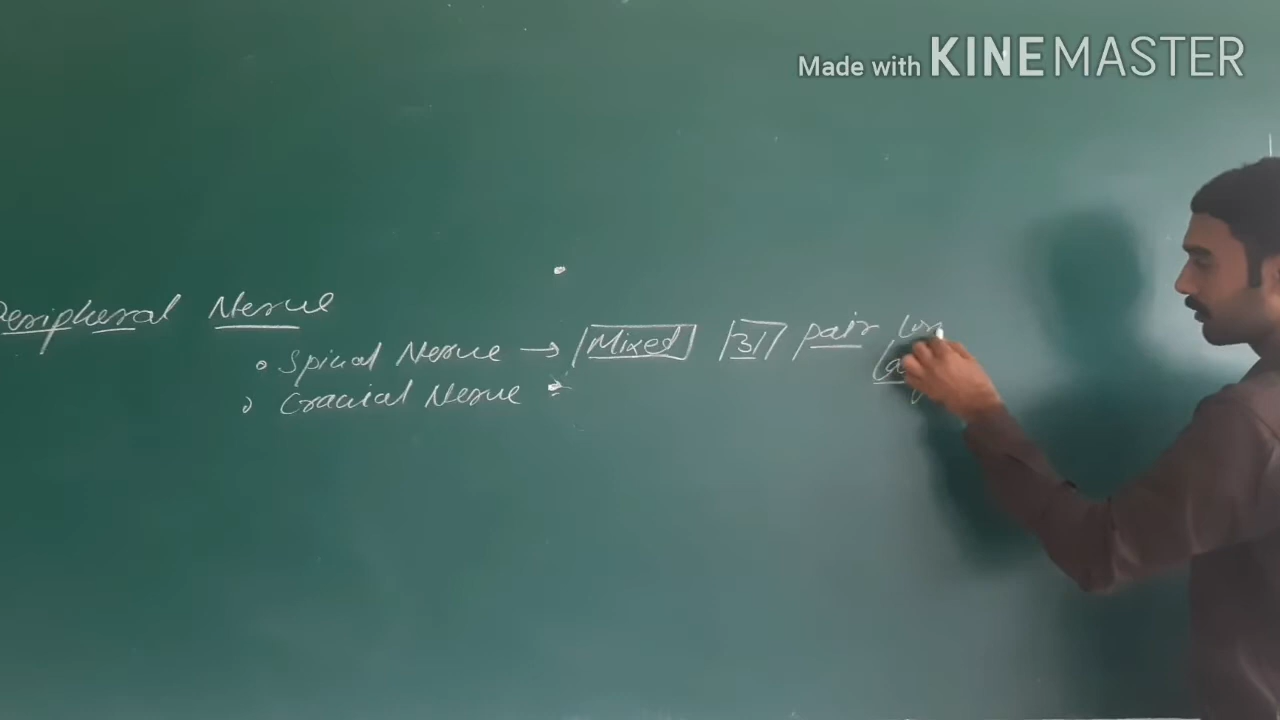 Made with KINEMASTER
Peripheral Nerve
Spinal Nerve → Mixed 31 pair
Cranial Nerve